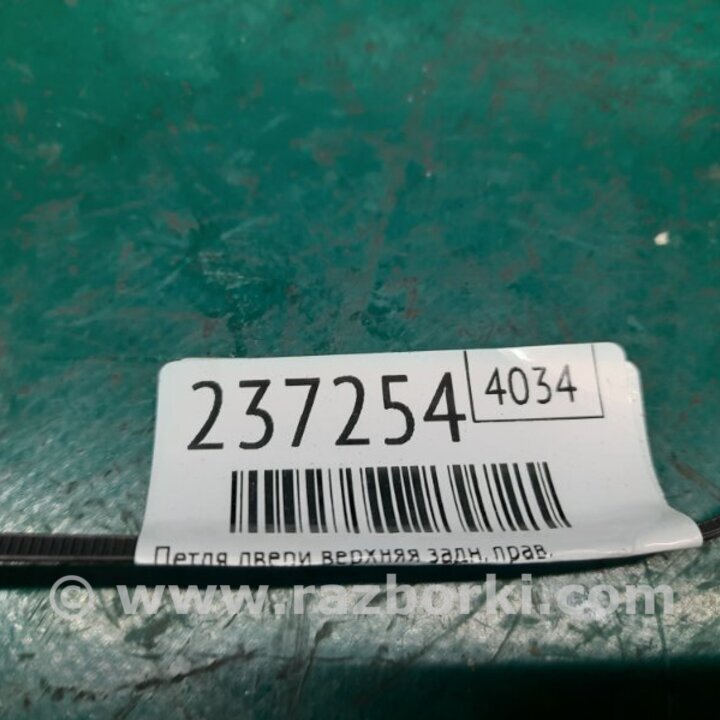 237254 4034
Петля двери верхняя задн. прав.
© www.razborki.com